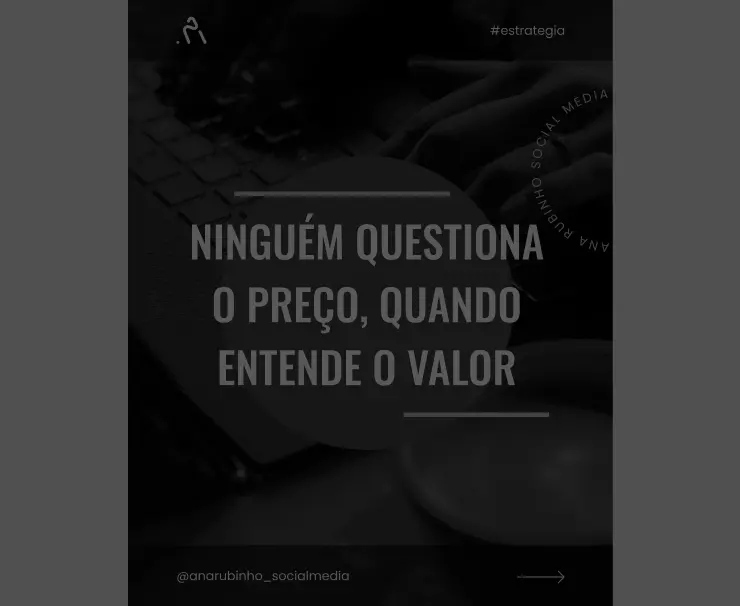 #estrategia
ANA RUBINHO SOCIAL MEDIA
NINGUÉM QUESTIONA
O PREÇO, QUANDO
ENTENDE O VALOR
@anarubinho_socialmedia